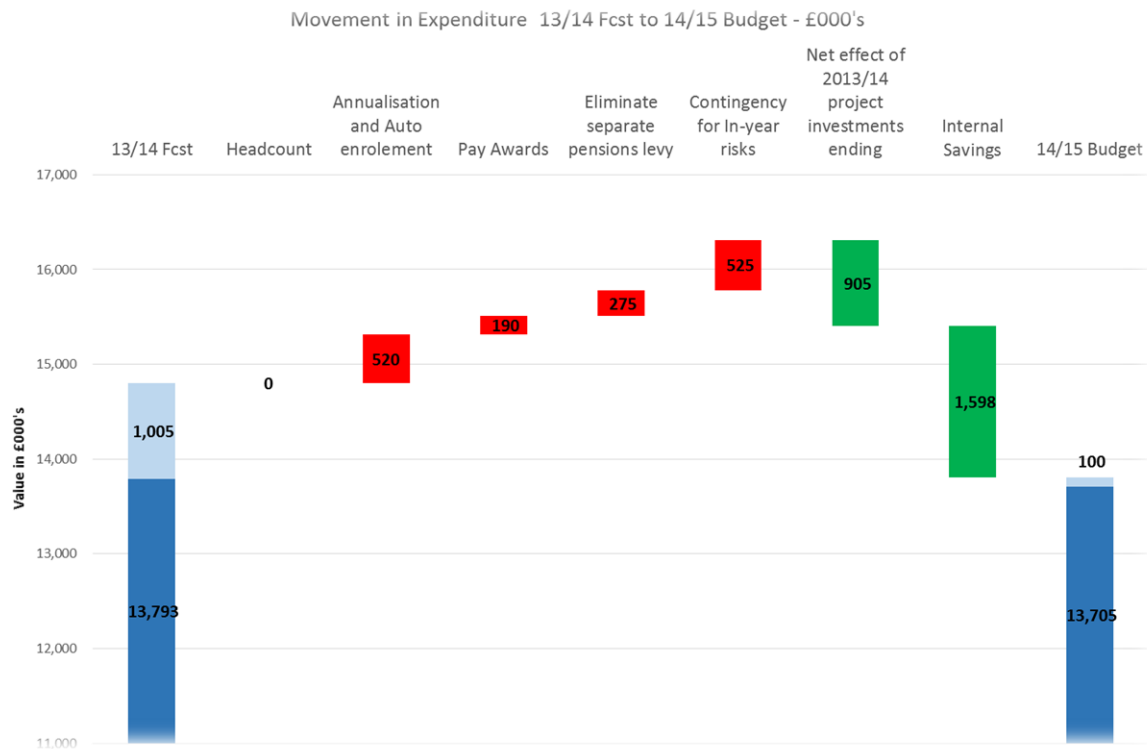 Movement in Expenditure 13/14 Fcst to 14/15 Budget - £000's
13/14 Fcst
Headcount
Annualisation
and Auto
enrolement
Pay Awards
Eliminate
separate
pensions levy
Contingency
for In-year
risks
Net effect of
2013/14
project
investments
ending
Internal
Savings
14/15 Budget
Value in £000's
17,000
16,000
15,000
14,000
13,000
12,000
11,000
1,005
13,793
0
520
190
275
525
905
1,598
100
13,705